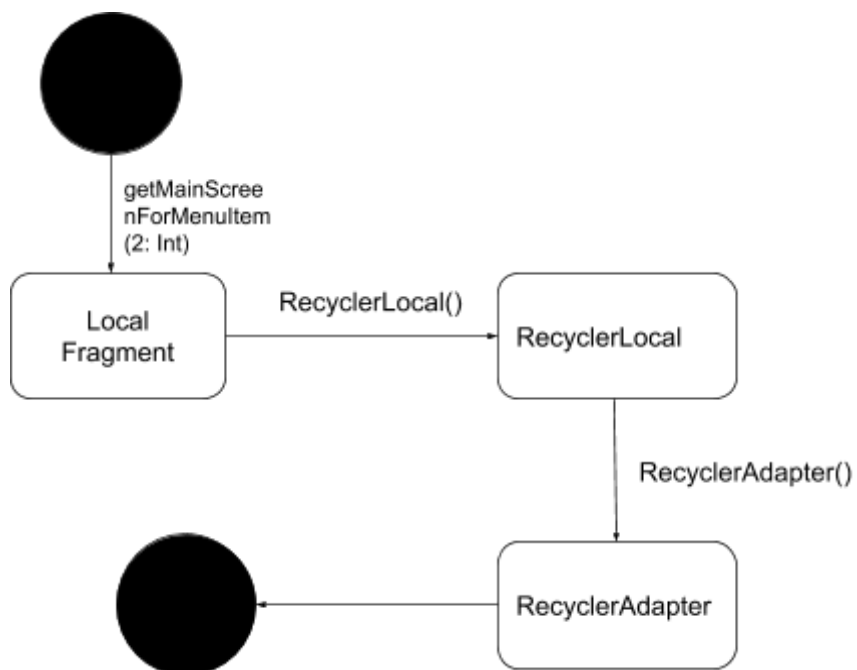 getMainScree
nForMenuItem
(2: Int)
Local
Fragment
RecyclerLocal()
RecyclerLocal
RecyclerAdapter()
RecyclerAdapter